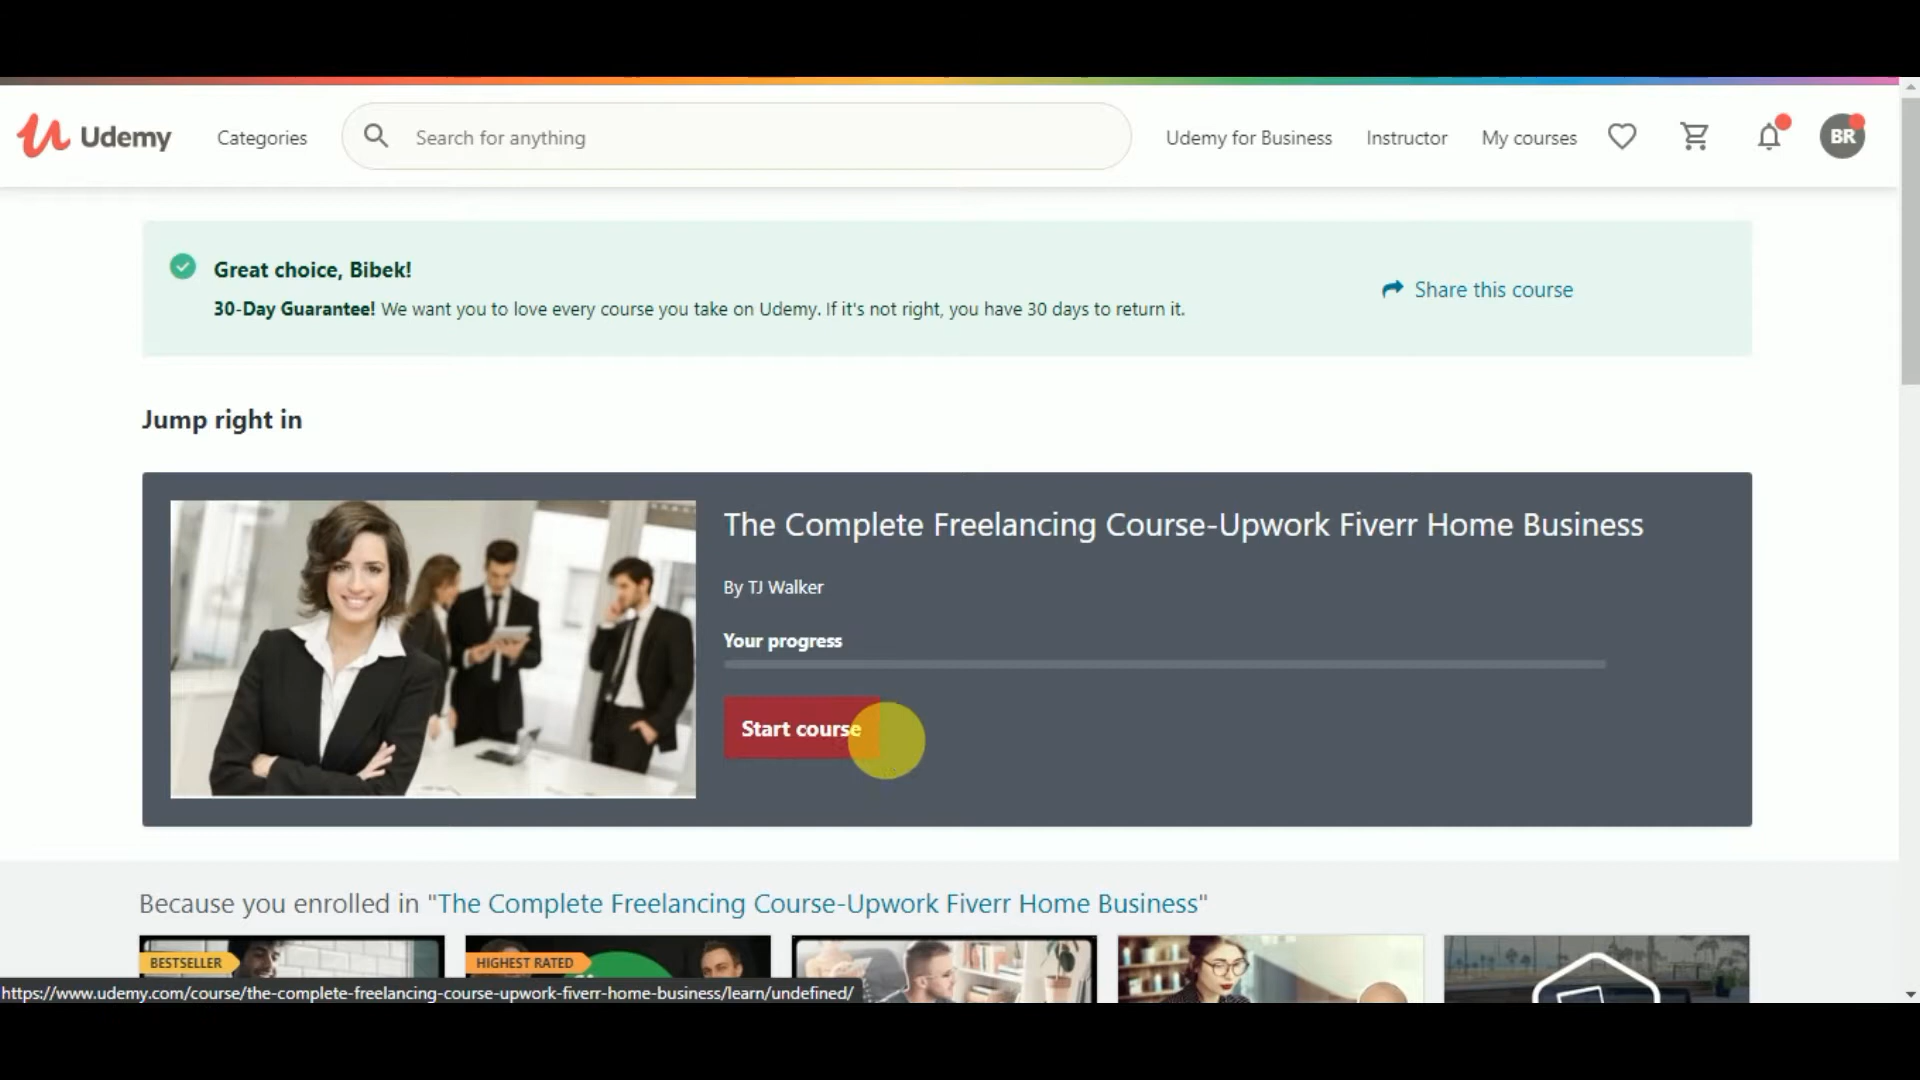 Udemy
Categories
Search for anything
Udemy for Business
Instructor
My courses
BR
Great choice, Bibek!
30-Day Guarantee! We want you to love every course you take on Udemy. If it's not right, you have 30 days to return it.
Share this course
Jump right in
The Complete Freelancing Course-Upwork Fiverr Home Business
By TJ Walker
Your progress
Start course
Because you enrolled in "The Complete Freelancing Course-Upwork Fiverr Home Business"
BESTSELLER
HIGHEST RATED
https://www.udemy.com/course/the-complete-freelancing-course-upwork-fiverr-home-business/learn/undefined/